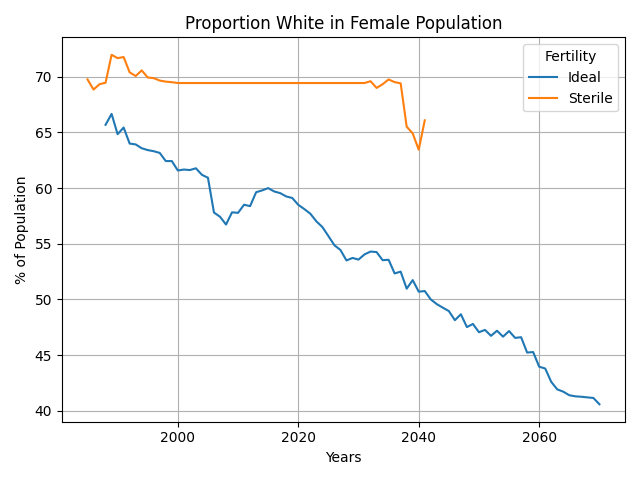 Proportion White in Female Population
% of Population
70
65
60
55
50
45
40
Fertility
Ideal
Sterile
2000
2020
2040
2060
Years